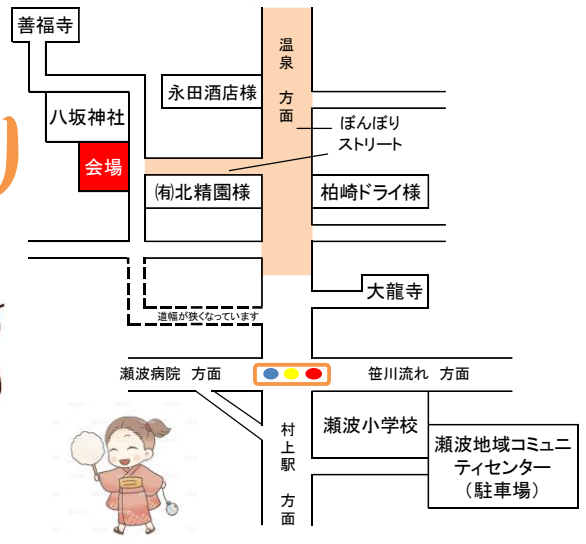 善福寺
温泉 方面
永田酒店様
八坂神社
ぼんぼり
ストリート
会場
り
㈲北精園様
柏崎ドライ様
大龍寺
道幅が狭くなっています
瀬波病院 方面
笹川流れ 方面
村上駅 方面
瀬波小学校
瀬波地域コミュニ
ティセンター
（駐車場）